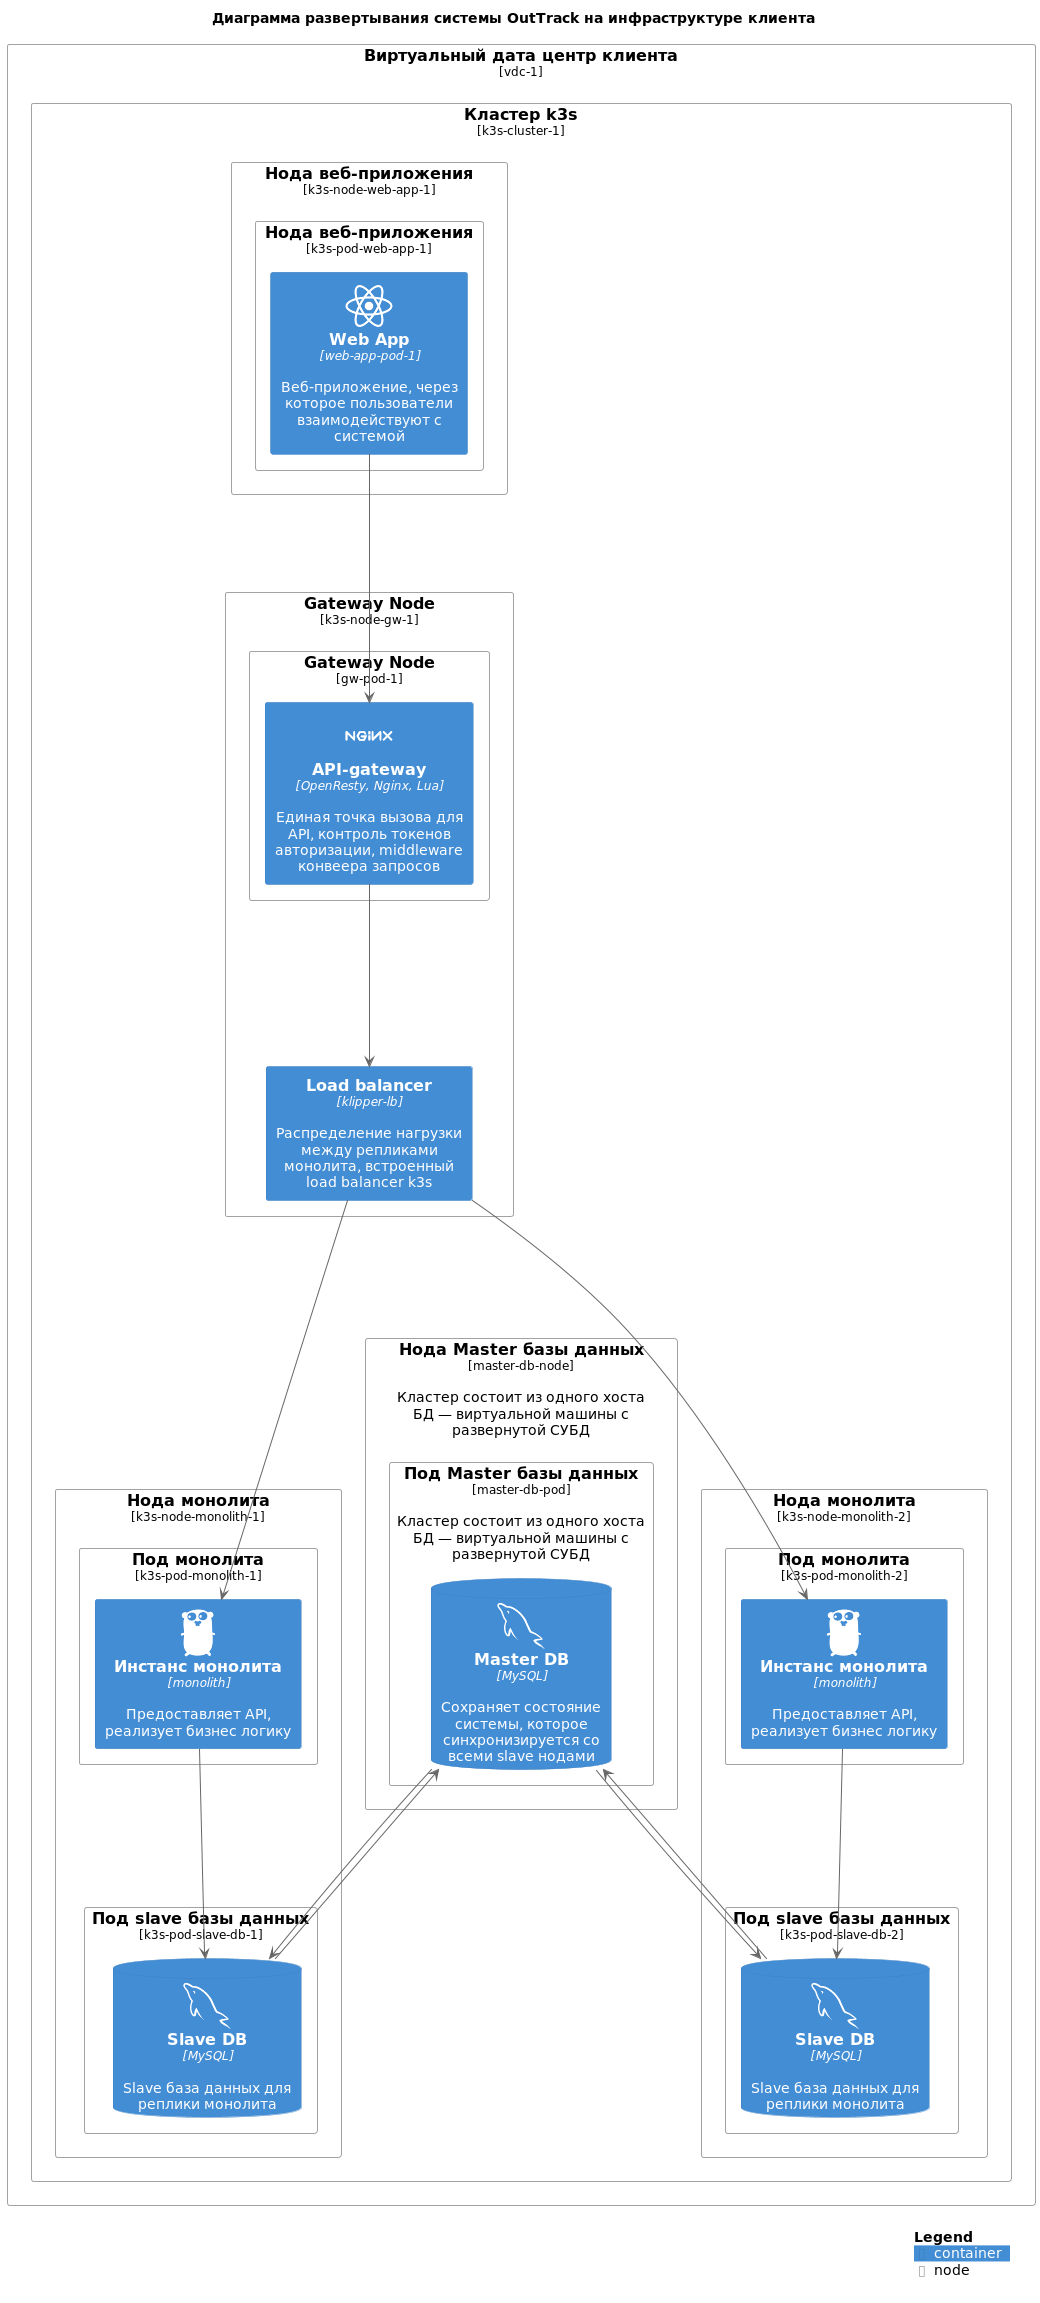 Диаграмма развертывания системы OutTrack на инфраструктуре клиента
Виртуальный дата центр клиента
[vdc-1]
Кластер k3s
[k3s-cluster-1]
Нода веб-приложения
[k3s-node-web-app-1]
Нода веб-приложения
[k3s-pod-web-app-1]
Web App
[web-app-pod-1]
Веб-приложение, через
которое пользователи
взаимодействуют с
системой
Gateway Node
[k3s-node-gw-1]
Gateway Node
[gw-pod-1]
NGINX
API-gateway
[OpenResty, Nginx, Lua]
Единая точка вызова для
API, контроль токенов
авторизации, middleware
конвеера запросов
Load balancer
[klipper-lb]
Распределение нагрузки
между репликами
монолита, встроенный
load balancer k3s
Нода Master базы данных
[master-db-node]
Кластер состоит из одного хоста
БД — виртуальной машины с
развернутой СУБД
Под Master базы данных
[master-db-pod]
Кластер состоит из одного хоста
БД — виртуальной машины с
развернутой СУБД
Master DB
[MySQL]
Сохраняет состояние
системы, которое
синхронизируется со
всеми slave нодами
Нода монолита
[k3s-node-monolith-1]
Под монолита
[k3s-pod-monolith-1]
Инстанс монолита
[monolith]
Предоставляет API,
реализует бизнес логику
Нода монолита
[k3s-node-monolith-2]
Под монолита
[k3s-pod-monolith-2]
Инстанс монолита
[monolith]
Предоставляет API,
реализует бизнес логику
Под slave базы данных
[k3s-pod-slave-db-1]
Slave DB
[MySQL]
Slave база данных для
реплики монолита
Под slave базы данных
[k3s-pod-slave-db-2]
Slave DB
[MySQL]
Slave база данных для
реплики монолита
Legend
container
node